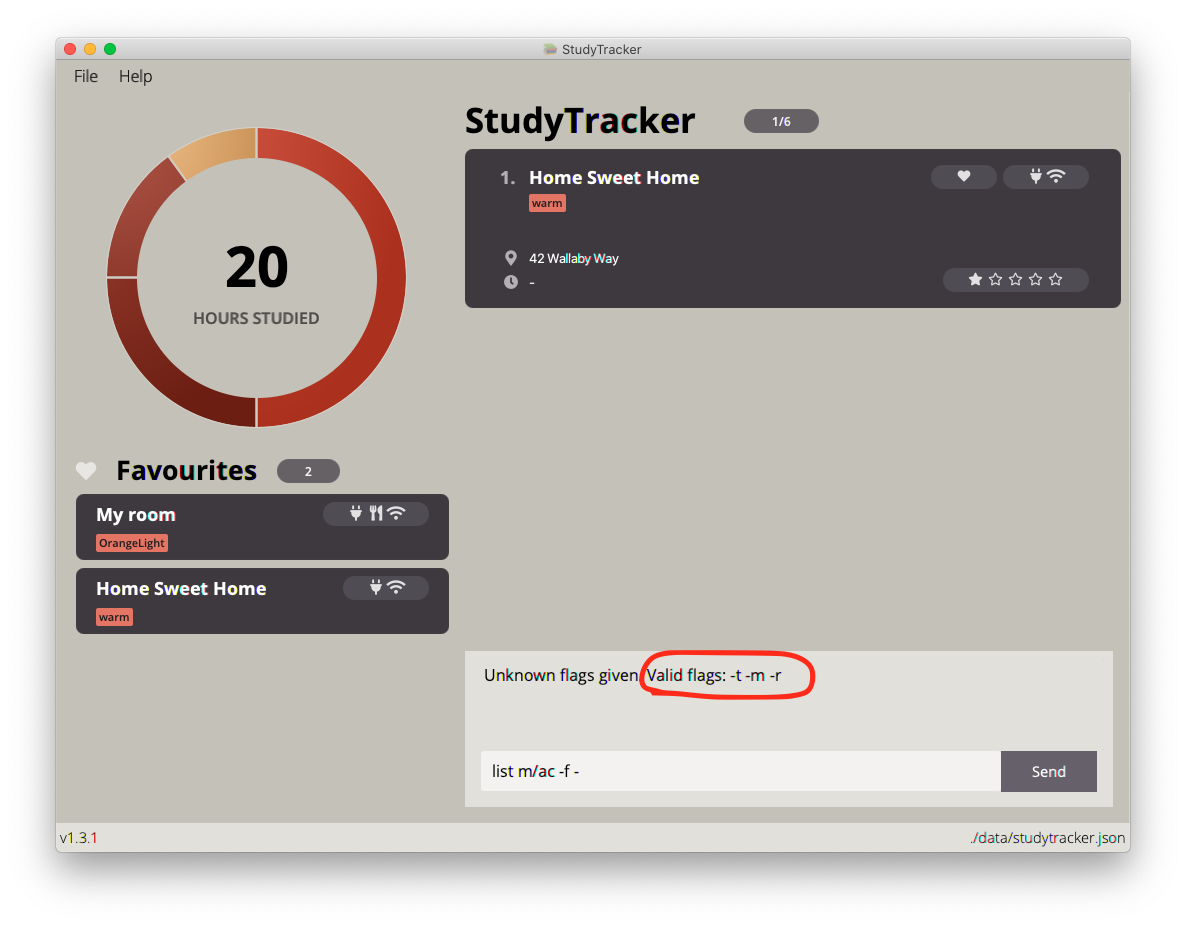 StudyTracker
File Help
StudyTracker 1/6
1. Home Sweet Home
warm
42 Wallaby Way
-
20
HOURS STUDIED
Favourites 2
My room
OrangeLight
Home Sweet Home
warm
Unknown flags given. Valid flags: -t -m -r
list m/ac -f -
Send
v1.3.1
./data/studytracker.json